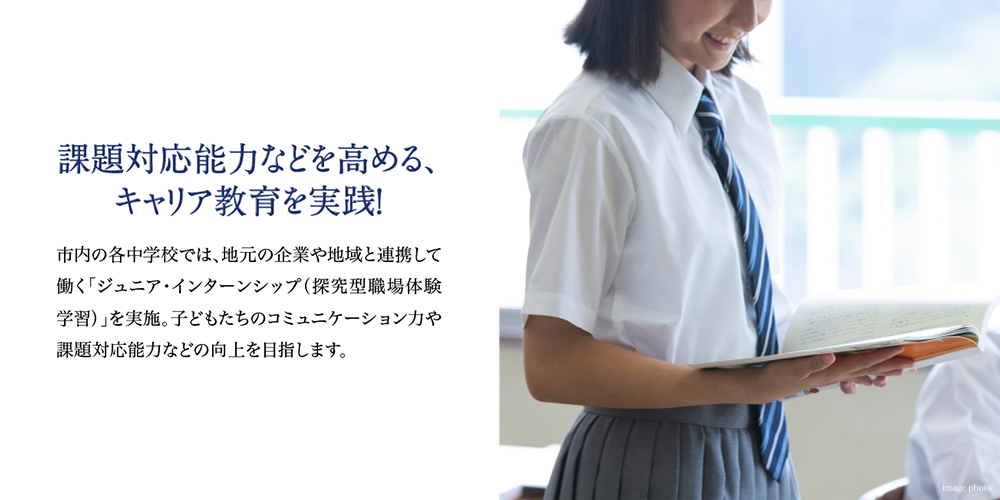 課題対応能力などを高める、
キャリア教育を実践!
市内の各中学校では、地元の企業や地域と連携して
働く「ジュニア・インターンシップ(探究型職場体験
学習)」を実施。子どもたちのコミュニケーション力や
課題対応能力などの向上を目指します。
image photo